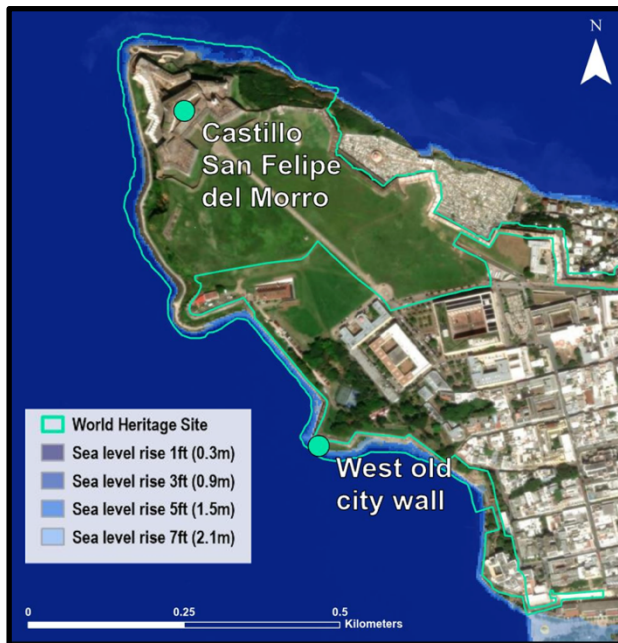 N
Castillo
San Felipe
del Morro
World Heritage Site
Sea level rise 1ft (0.3m)
Sea level rise 3ft (0.9m)
Sea level rise 5ft (1.5m)
Sea level rise 7ft (2.1m)
West old
city wall
0 0.25 0.5
Kilometers